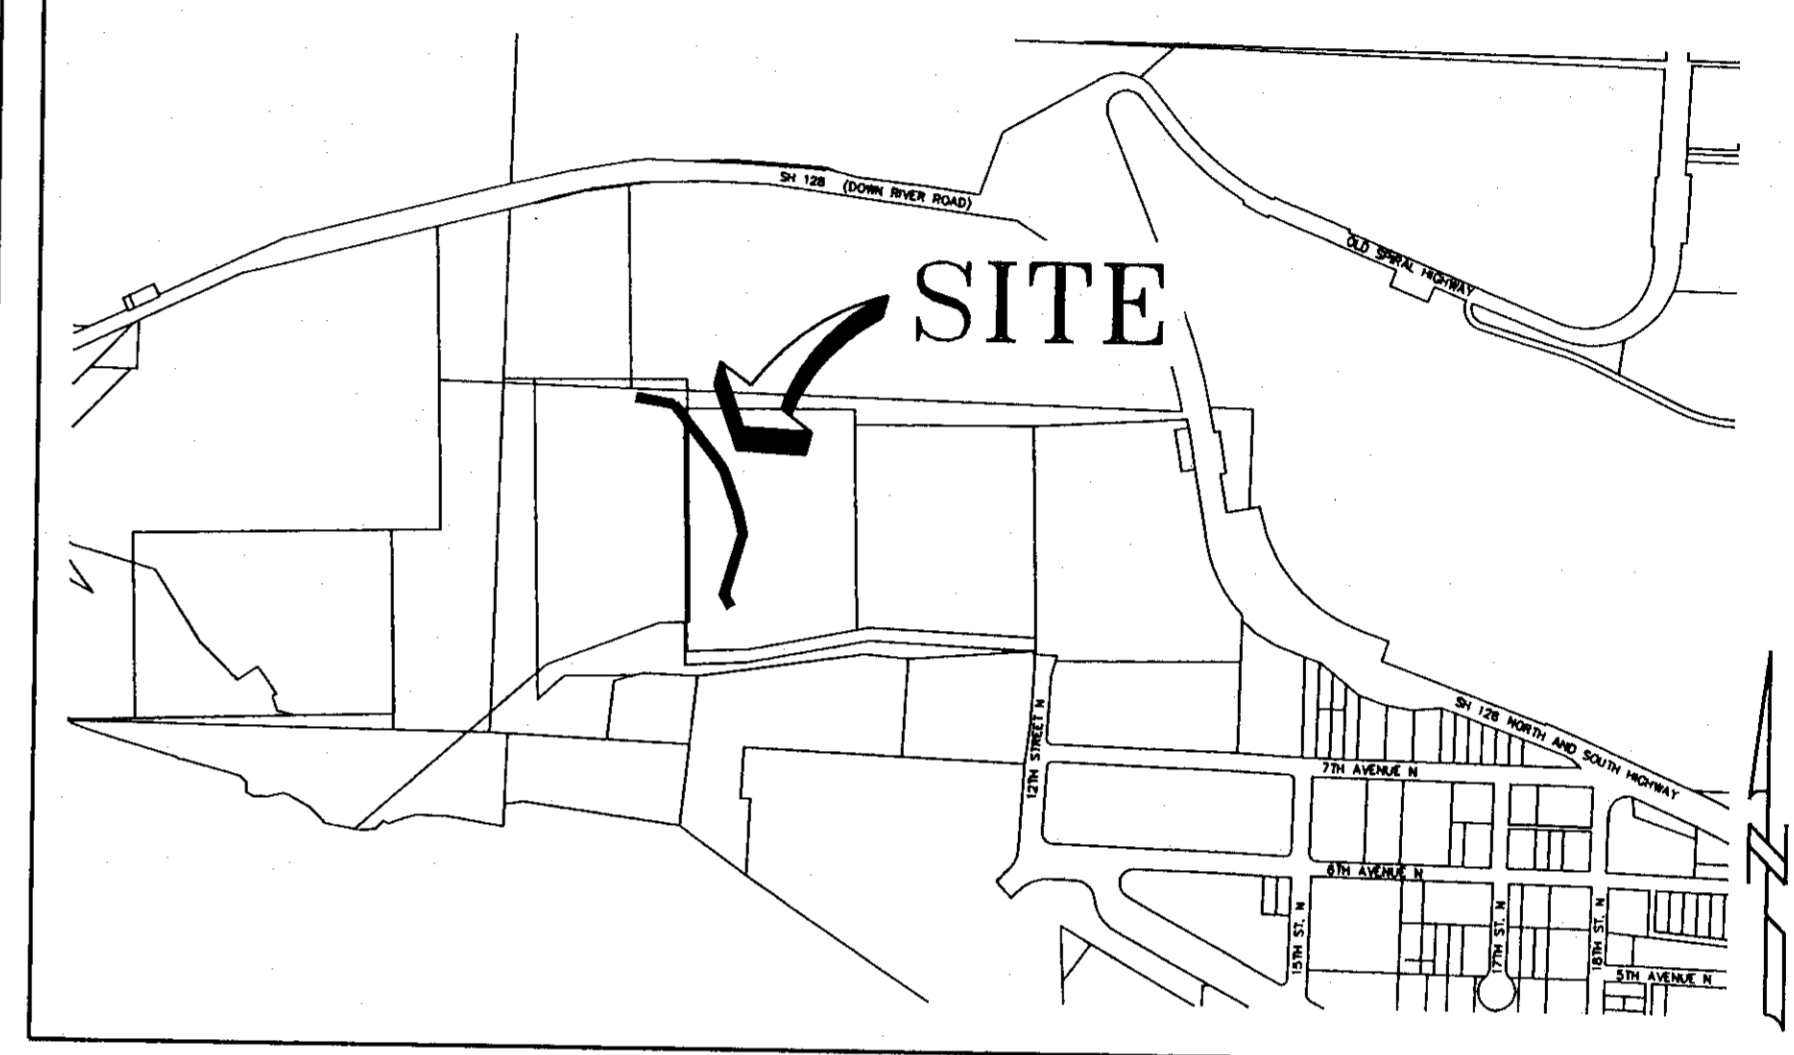 SH 128 (DOWN RIVER ROAD)
OLD SPIRAL HIGHWAY
SITE
SH 128 NORTH AND SOUTH HIGHWAY
12TH STREET N
7TH AVENUE N
6TH AVENUE N
15TH ST. N
17TH ST. N
18TH ST. N
5TH AVENUE N
N